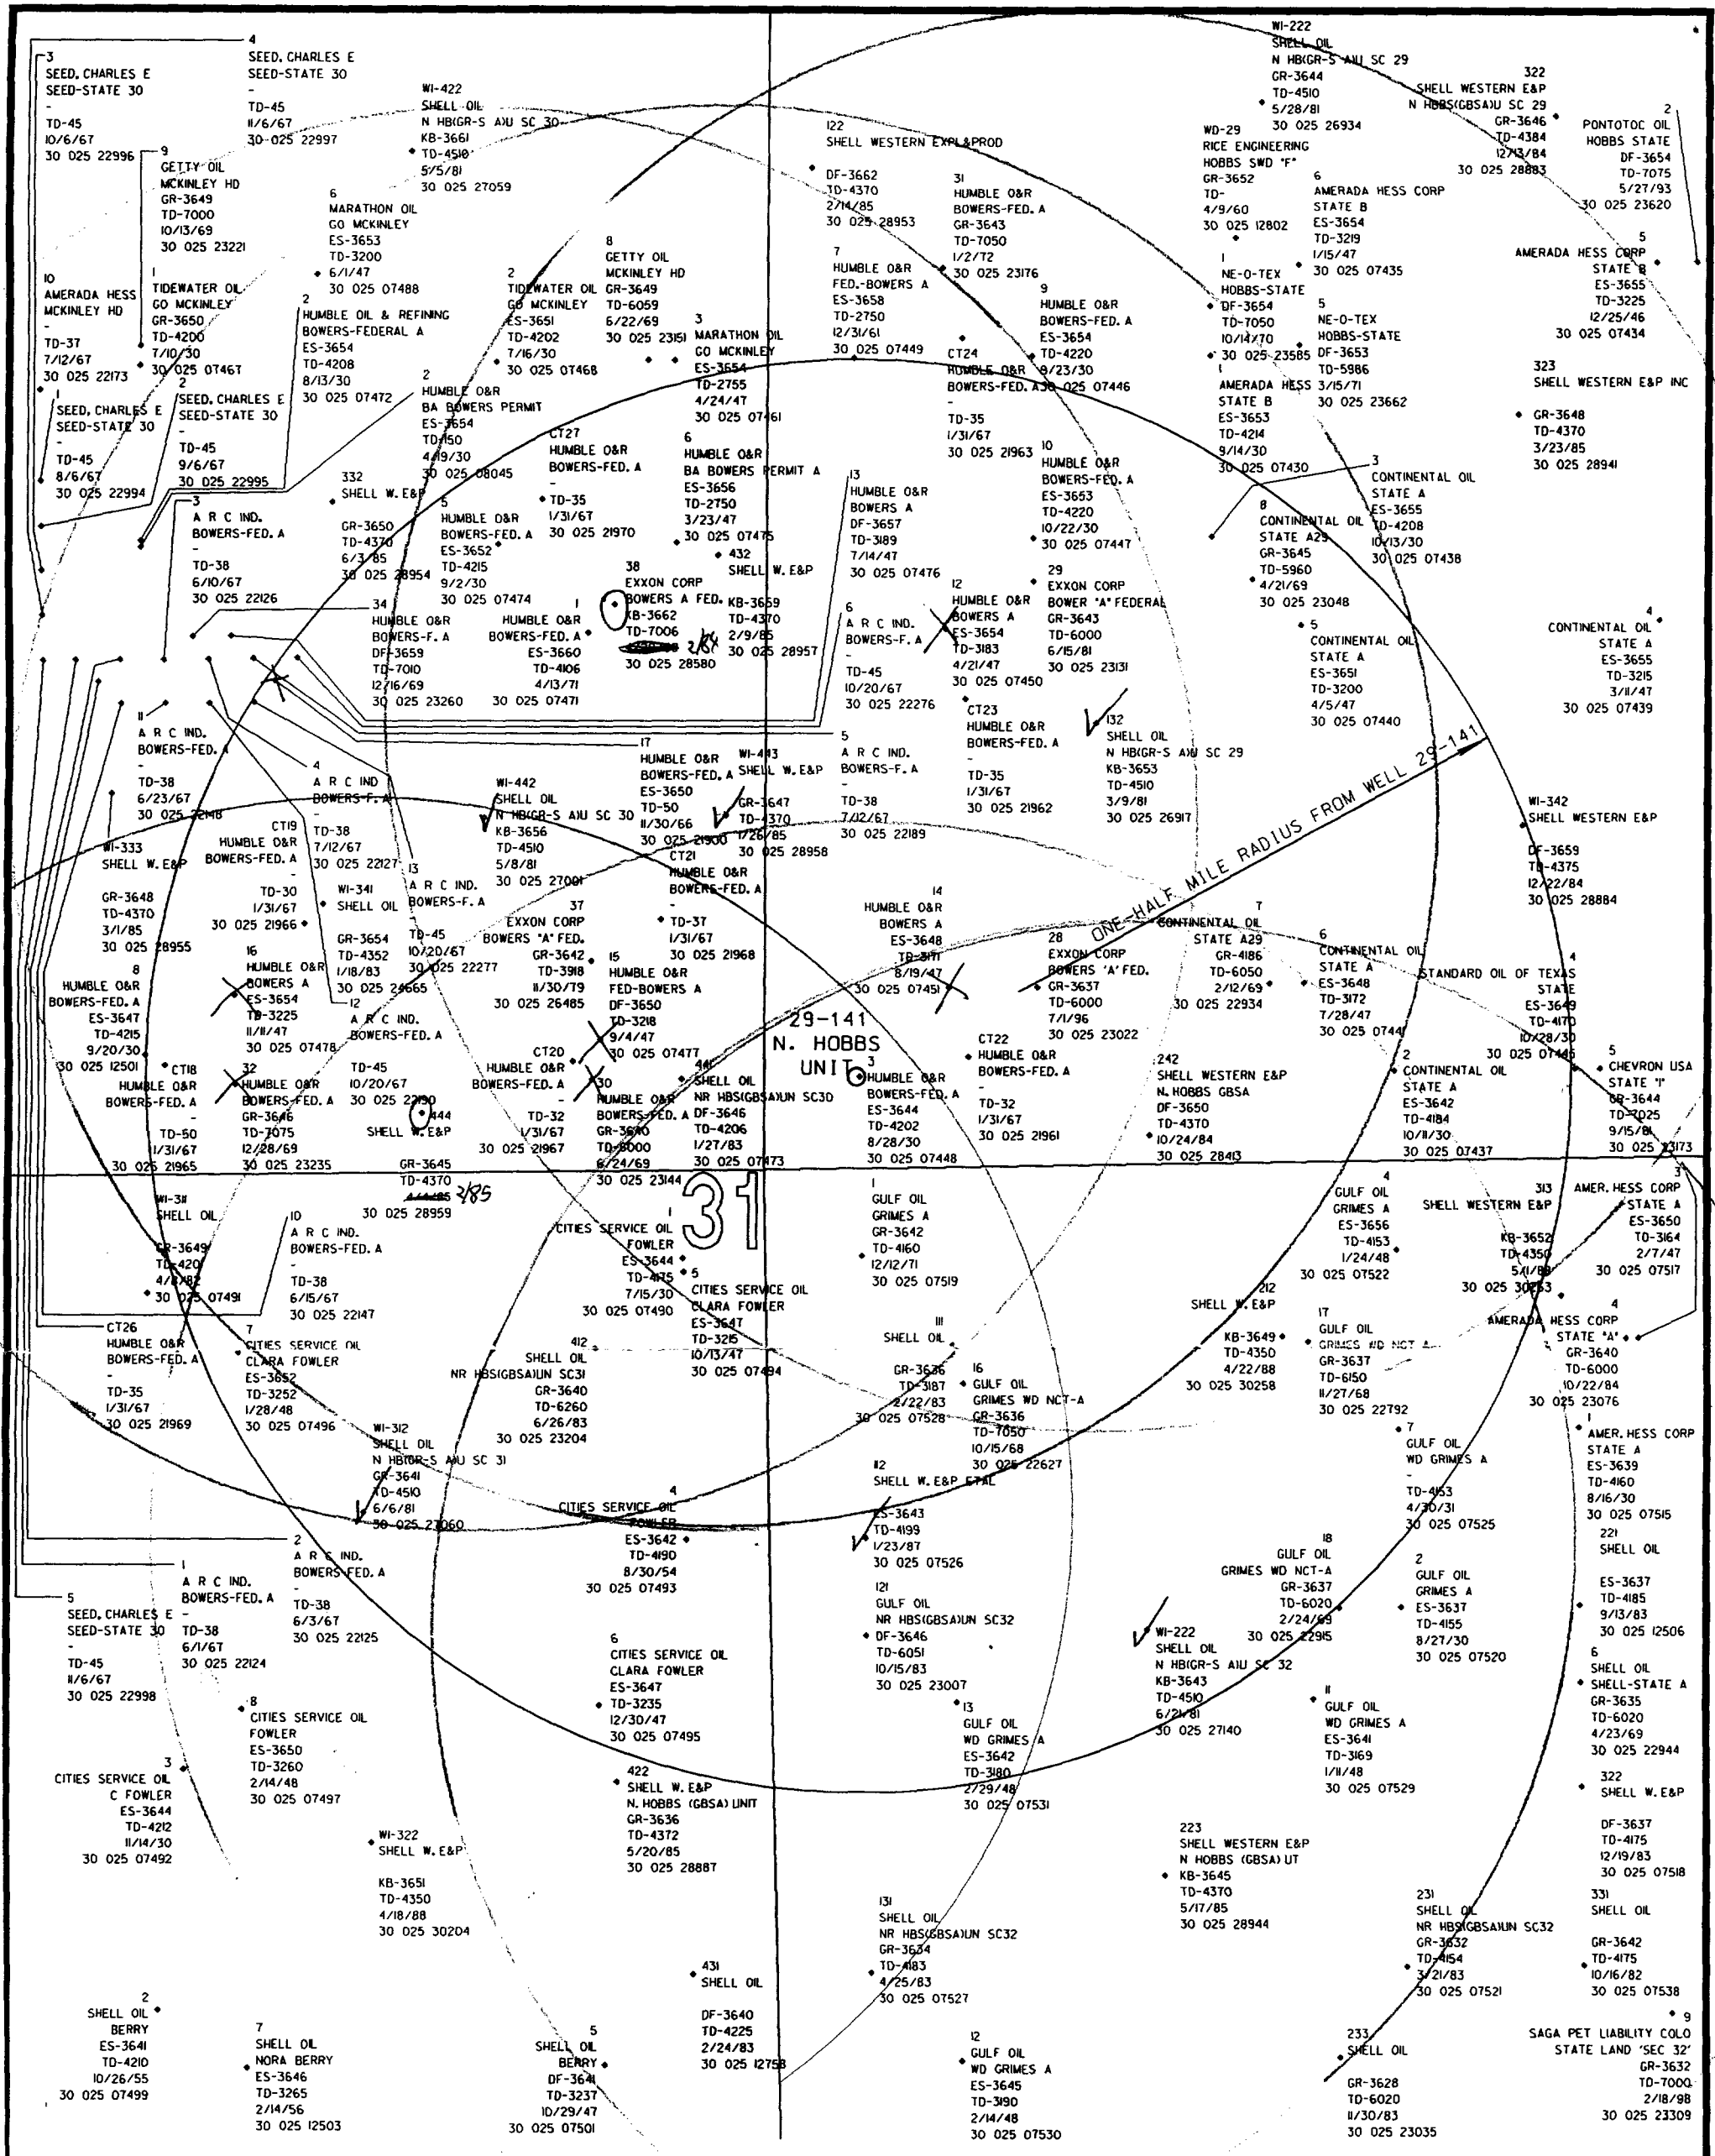 3
SEED, CHARLES E
SEED-STATE 30
-
TD-45
10/6/67
30 025 22996
4
SEED, CHARLES E
SEED-STATE 30
-
TD-45
11/6/67
30 025 22997
WI-422
SHELL OIL
N HB(GR-S A)U SC 30
KB-3661
TD-4510
5/5/81
30 025 27059
9
GETTY OIL
MCKINLEY HD
GR-3649
TD-7000
10/13/69
30 025 23221
6
MARATHON OIL
GO MCKINLEY
ES-3653
TD-3200
6/1/47
30 025 07488
122
SHELL WESTERN EXPL&PROD
DF-3662
TD-4370
2/14/85
30 025 28953
31
HUMBLE O&R
BOWERS-FED. A
GR-3643
TD-7050
1/2/72
30 025 23176
WI-222
SHELL OIL
N HB(GR-S A)U SC 29
GR-3644
TD-4510
5/28/81
30 025 26934
322
SHELL WESTERN E&P
N HBBS(GBSA)U SC 29
GR-3646
TD-4384
12/13/84
30 025 28883
2
PONTOTOC OIL
HOBBS STATE
DF-3654
TD-7075
5/27/93
30 025 23620
WD-29
RICE ENGINEERING
HOBBS SWD "F"
GR-3652
TD-
4/9/60
30 025 12802
6
AMERADA HESS CORP
STATE B
ES-3654
TD-3219
1/15/47
30 025 07435
5
AMERADA HESS CORP
STATE B
ES-3655
TD-3225
12/25/46
30 025 07434
10
AMERADA HESS
MCKINLEY HD
-
TD-37
7/12/67
30 025 22173
1
TIDEWATER OIL
GO MCKINLEY
GR-3650
TD-4200
7/10/30
30 025 07467
2
HUMBLE OIL & REFINING
BOWERS-FEDERAL A
ES-3654
TD-4208
8/13/30
30 025 07472
2
TIDEWATER OIL
GO MCKINLEY
ES-3651
TD-4202
7/16/30
30 025 07468
8
GETTY OIL
MCKINLEY HD
GR-3649
TD-6059
6/22/69
30 025 23151
3
MARATHON OIL
GO MCKINLEY
ES-3654
TD-2755
4/24/47
30 025 07461
7
HUMBLE O&R
FED.-BOWERS A
ES-3658
TD-2750
12/31/61
30 025 07449
9
HUMBLE O&R
BOWERS-FED. A
ES-3654
TD-4220
9/23/30
30 025 07446
CT24
HUMBLE O&R
BOWERS-FED. A
-
TD-35
1/31/67
30 025 21963
1
NE-O-TEX
HOBBS-STATE
DF-3654
TD-7050
10/14/70
30 025 23585
5
NE-O-TEX
HOBBS-STATE
DF-3653
TD-5986
3/15/71
30 025 23662
323
SHELL WESTERN E&P INC
GR-3648
TD-4370
3/23/85
30 025 28941
1
SEED, CHARLES E
SEED-STATE 30
-
TD-45
8/6/67
30 025 22994
2
SEED, CHARLES E
SEED-STATE 30
-
TD-45
9/6/67
30 025 22995
2
HUMBLE O&R
BA BOWERS PERMIT
ES-3654
TD-150
4/19/30
30 025 08045
CT27
HUMBLE O&R
BOWERS-FED. A
-
TD-35
1/31/67
30 025 21970
6
HUMBLE O&R
BA BOWERS PERMIT A
ES-3656
TD-2750
3/23/47
30 025 07475
13
HUMBLE O&R
BOWERS A
DF-3657
TD-3189
7/14/47
30 025 07476
10
HUMBLE O&R
BOWERS-FED. A
ES-3653
TD-4220
10/22/30
30 025 07447
1
AMERADA HESS
STATE B
ES-3653
TD-4214
9/14/30
30 025 07430
3
CONTINENTAL OIL
STATE A
ES-3655
TD-4208
10/13/30
30 025 07438
8
CONTINENTAL OIL
STATE A29
GR-3645
TD-5960
4/21/69
30 025 23048
3
A R C IND.
BOWERS-FED. A
-
TD-38
6/10/67
30 025 22126
332
SHELL W. E&P
GR-3650
TD-4370
6/3/85
30 025 28954
5
HUMBLE O&R
BOWERS-FED. A
ES-3652
TD-4215
9/2/30
30 025 07474
38
EXXON CORP
BOWERS A FED.
KB-3662
TD-7006
2/84
30 025 28580
432
SHELL W. E&P
KB-3659
TD-4370
2/9/85
30 025 28957
6
A R C IND.
BOWERS-F. A
-
TD-45
10/20/67
30 025 22276
12
HUMBLE O&R
BOWERS A
ES-3654
TD-3183
4/21/47
30 025 07450
29
EXXON CORP
BOWER "A" FEDERAL
GR-3643
TD-6000
6/15/81
30 025 23131
5
CONTINENTAL OIL
STATE A
ES-3651
TD-3200
4/5/47
30 025 07440
4
CONTINENTAL OIL
STATE A
ES-3655
TD-3215
3/11/47
30 025 07439
34
HUMBLE O&R
BOWERS-F. A
DF-3659
TD-7010
12/16/69
30 025 23260
1
HUMBLE O&R
BOWERS-FED. A
ES-3660
TD-4106
4/13/71
30 025 07471
11
A R C IND.
BOWERS-FED. A
-
TD-38
6/23/67
30 025 22148
4
A R C IND
BOWERS-F. A
-
TD-38
7/12/67
30 025 22127
WI-442
SHELL OIL
N HB(GR-S A)U SC 30
KB-3656
TD-4510
5/8/81
30 025 27001
17
HUMBLE O&R
BOWERS-FED. A
ES-3650
TD-50
11/30/66
30 025 21900
WI-443
SHELL W. E&P
GR-3647
TD-4370
1/26/85
30 025 28958
5
A R C IND.
BOWERS-F. A
-
TD-38
7/12/67
30 025 22189
CT23
HUMBLE O&R
BOWERS-FED. A
-
TD-35
1/31/67
30 025 21962
132
SHELL OIL
N HB(GR-S A)U SC 29
KB-3653
TD-4510
3/9/81
30 025 26917
ONE-HALF MILE RADIUS FROM WELL 29-141
WI-342
SHELL WESTERN E&P
DF-3659
TD-4375
12/22/84
30 025 28884
WI-333
SHELL W. E&P
GR-3648
TD-4370
3/1/85
30 025 28955
CT19
HUMBLE O&R
BOWERS-FED. A
-
TD-30
1/31/67
30 025 21966
WI-341
SHELL OIL
GR-3654
TD-4352
1/18/83
30 025 24665
13
A R C IND.
BOWERS-F. A
-
TD-45
10/20/67
30 025 22277
37
EXXON CORP
BOWERS "A" FED.
GR-3642
TD-3918
11/30/79
30 025 26485
CT21
HUMBLE O&R
BOWERS-FED. A
-
TD-37
1/31/67
30 025 21968
14
HUMBLE O&R
BOWERS A
ES-3648
TD-3171
8/19/47
30 025 07451
28
EXXON CORP
BOWERS 'A' FED.
GR-3637
TD-6000
7/1/96
30 025 23022
7
CONTINENTAL OIL
STATE A29
GR-4186
TD-6050
2/12/69
30 025 22934
6
CONTINENTAL OIL
STATE A
ES-3648
TD-3172
7/28/47
30 025 0744
4
STANDARD OIL OF TEXAS
STATE
ES-3649
TD-4170
10/28/30
30 025 07445
8
HUMBLE O&R
BOWERS-FED. A
ES-3647
TD-4215
9/20/30
30 025 12501
16
HUMBLE O&R
BOWERS A
ES-3654
TD-3225
11/11/47
30 025 07478
12
A R C IND.
BOWERS-FED. A
-
TD-45
10/20/67
30 025 22190
15
HUMBLE O&R
FED-BOWERS A
DF-3650
TD-3218
9/4/47
30 025 07477
29-141
N. HOBBS
UNIT
CT18
HUMBLE O&R
BOWERS-FED. A
-
TD-50
1/31/67
30 025 21965
32
HUMBLE O&R
BOWERS-FED. A
GR-3646
TD-7075
12/28/69
30 025 23235
444
SHELL W. E&P
GR-3645
TD-4370
2/85
30 025 28959
CT20
HUMBLE O&R
BOWERS-FED. A
-
TD-32
1/31/67
30 025 21967
30
HUMBLE O&R
BOWERS-FED. A
GR-3640
TD-6000
6/24/69
30 025 23144
441
SHELL OIL
NR HBS(GBSA)UN SC30
DF-3646
TD-4206
1/27/83
30 025 07473
3
HUMBLE O&R
BOWERS-FED. A
ES-3644
TD-4202
8/28/30
30 025 07448
CT22
HUMBLE O&R
BOWERS-FED. A
-
TD-32
1/31/67
30 025 21961
242
SHELL WESTERN E&P
N. HOBBS GBSA
DF-3650
TD-4370
10/24/84
30 025 28413
2
CONTINENTAL OIL
STATE A
ES-3642
TD-4184
10/11/30
30 025 07437
5
CHEVRON USA
STATE "I"
GR-3644
TD-7025
9/15/81
30 025 23173
31
WI-311
SHELL OIL
GR-3649
TD-420
30 025 07491
10
A R C IND.
BOWERS-FED. A
-
TD-38
6/15/67
30 025 22147
1
CITIES SERVICE OIL
FOWLER
ES-3644
TD-4175
7/15/30
30 025 07490
5
CITIES SERVICE OIL
CLARA FOWLER
ES-3647
TD-3215
10/13/47
30 025 07494
1
GULF OIL
GRIMES A
GR-3642
TD-4160
12/12/71
30 025 07519
4
GULF OIL
GRIMES A
ES-3656
TD-4153
1/24/48
30 025 07522
313
SHELL WESTERN E&P
KB-3652
TD-4350
5/1/88
30 025 30263
3
AMER. HESS CORP
STATE A
ES-3650
TD-3164
2/7/47
30 025 07517
CT26
HUMBLE O&R
BOWERS-FED. A
-
TD-35
1/31/67
30 025 21969
7
CITIES SERVICE OIL
CLARA FOWLER
ES-3652
TD-3252
1/28/48
30 025 07496
412
SHELL OIL
NR HBS(GBSA)UN SC31
GR-3640
TD-6260
6/26/83
30 025 23204
111
SHELL OIL
GR-3636
TD-3187
2/22/83
30 025 07528
16
GULF OIL
GRIMES WD NCT-A
GR-3636
TD-7050
10/15/68
30 025 22627
212
SHELL W. E&P
KB-3649
TD-4350
4/22/88
30 025 30258
17
GULF OIL
GRIMES WD NCT-A
GR-3637
TD-6150
11/27/68
30 025 22792
4
AMERADA HESS CORP
STATE "A"
GR-3640
TD-6000
10/22/84
30 025 23076
WI-312
SHELL OIL
N HB(GR-S A)U SC 31
GR-3641
TD-4510
6/6/81
30 025 27060
4
CITIES SERVICE OIL
FOWLER
ES-3642
TD-4190
8/30/54
30 025 07493
112
SHELL W. E&P ETAL
ES-3643
TD-4199
1/23/87
30 025 07526
7
GULF OIL
WD GRIMES A
-
TD-4153
4/30/31
30 025 07525
1
AMER. HESS CORP
STATE A
ES-3639
TD-4160
8/16/30
30 025 07515
5
SEED, CHARLES E
SEED-STATE 30
-
TD-45
11/6/67
30 025 22998
1
A R C IND.
BOWERS-FED. A
-
TD-38
6/1/67
30 025 22124
2
A R C IND.
BOWERS-FED. A
-
TD-38
6/3/67
30 025 22125
6
CITIES SERVICE OIL
CLARA FOWLER
ES-3647
TD-3235
12/30/47
30 025 07495
121
GULF OIL
NR HBS(GBSA)UN SC32
DF-3646
TD-6051
10/15/83
30 025 23007
18
GULF OIL
GRIMES WD NCT-A
GR-3637
TD-6020
2/24/69
30 025 22915
2
GULF OIL
GRIMES A
ES-3637
TD-4155
8/27/30
30 025 07520
221
SHELL OIL
ES-3637
TD-4185
9/13/83
30 025 12506
WI-222
SHELL OIL
N HB(GR-S A)U SC 32
KB-3643
TD-4510
6/21/81
30 025 27140
3
CITIES SERVICE OIL
C FOWLER
ES-3644
TD-4212
11/14/30
30 025 07492
8
CITIES SERVICE OIL
FOWLER
ES-3650
TD-3260
2/14/48
30 025 07497
13
GULF OIL
WD GRIMES A
ES-3642
TD-3180
2/29/48
30 025 07531
11
GULF OIL
WD GRIMES A
ES-3641
TD-3169
1/11/48
30 025 07529
6
SHELL OIL
SHELL-STATE A
GR-3635
TD-6020
4/23/69
30 025 22944
WI-322
SHELL W. E&P
KB-3651
TD-4350
4/18/88
30 025 30204
422
SHELL W. E&P
N. HOBBS (GBSA) UNIT
GR-3636
TD-4372
5/20/85
30 025 28887
223
SHELL WESTERN E&P
N HOBBS (GBSA) UT
KB-3645
TD-4370
5/17/85
30 025 28944
322
SHELL W. E&P
DF-3637
TD-4175
12/19/83
30 025 07518
131
SHELL OIL
NR HBS(GBSA)UN SC32
GR-3634
TD-4183
4/25/83
30 025 07527
231
SHELL OIL
NR HBS(GBSA)UN SC32
GR-3632
TD-4154
3/21/83
30 025 07521
331
SHELL OIL
GR-3642
TD-4175
10/16/82
30 025 07538
2
SHELL OIL
BERRY
ES-3641
TD-4210
10/26/55
30 025 07499
7
SHELL OIL
NORA BERRY
ES-3646
TD-3265
2/14/56
30 025 12503
5
SHELL OIL
BERRY
DF-3641
TD-3237
10/29/47
30 025 07501
431
SHELL OIL
DF-3640
TD-4225
2/24/83
30 025 12758
12
GULF OIL
WD GRIMES A
ES-3645
TD-3190
2/14/48
30 025 07530
233
SHELL OIL
GR-3628
TD-6020
11/30/83
30 025 23035
9
SAGA PET LIABILITY COLO
STATE LAND 'SEC 32'
GR-3632
TD-7000
2/18/98
30 025 23309